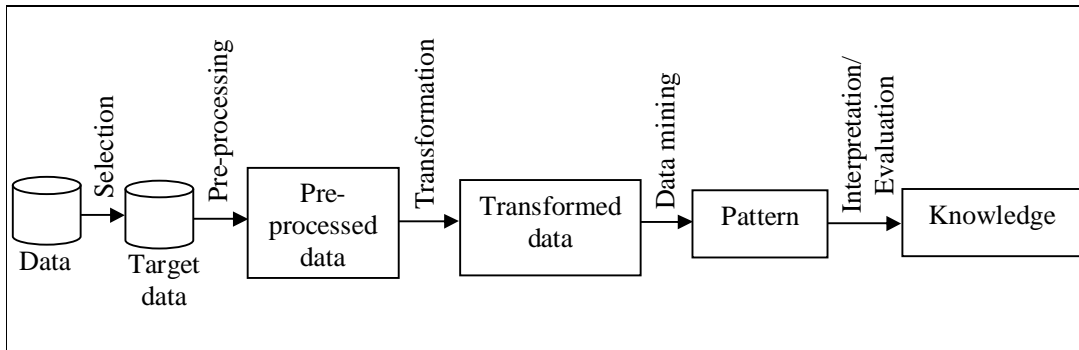 Selection
Pre-processing
Transformation
Data mining
Interpretation/
Evaluation
Data
Target
data
Pre-
processed
data
Transformed
data
Pattern
Knowledge